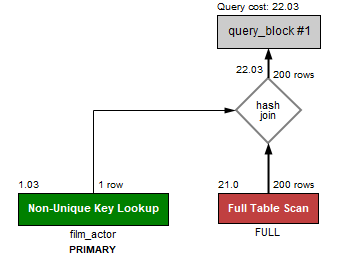 Query cost: 22.03
query_block #1
22.03
200 rows
hash
join
1.03
1 row
21.0
200 rows
Non-Unique Key Lookup
Full Table Scan
film_actor
FULL
PRIMARY